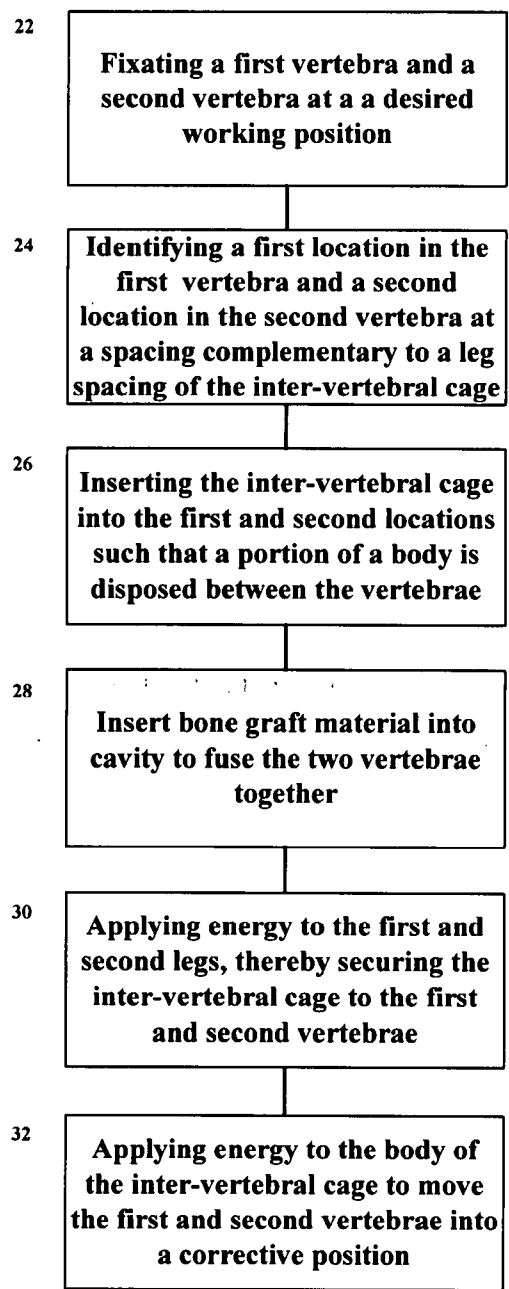 22
Fixating a first vertebra and a
second vertebra at a a desired
working position
24
Identifying a first location in the
first vertebra and a second
location in the second vertebra at
a spacing complementary to a leg
spacing of the inter-vertebral cage
26
Inserting the inter-vertebral cage
into the first and second locations
such that a portion of a body is
disposed between the vertebrae
28
Insert bone graft material into
cavity to fuse the two vertebrae
together
30
Applying energy to the first and
second legs, thereby securing the
inter-vertebral cage to the first
and second vertebrae
32
Applying energy to the body of
the inter-vertebral cage to move
the first and second vertebrae into
a corrective position